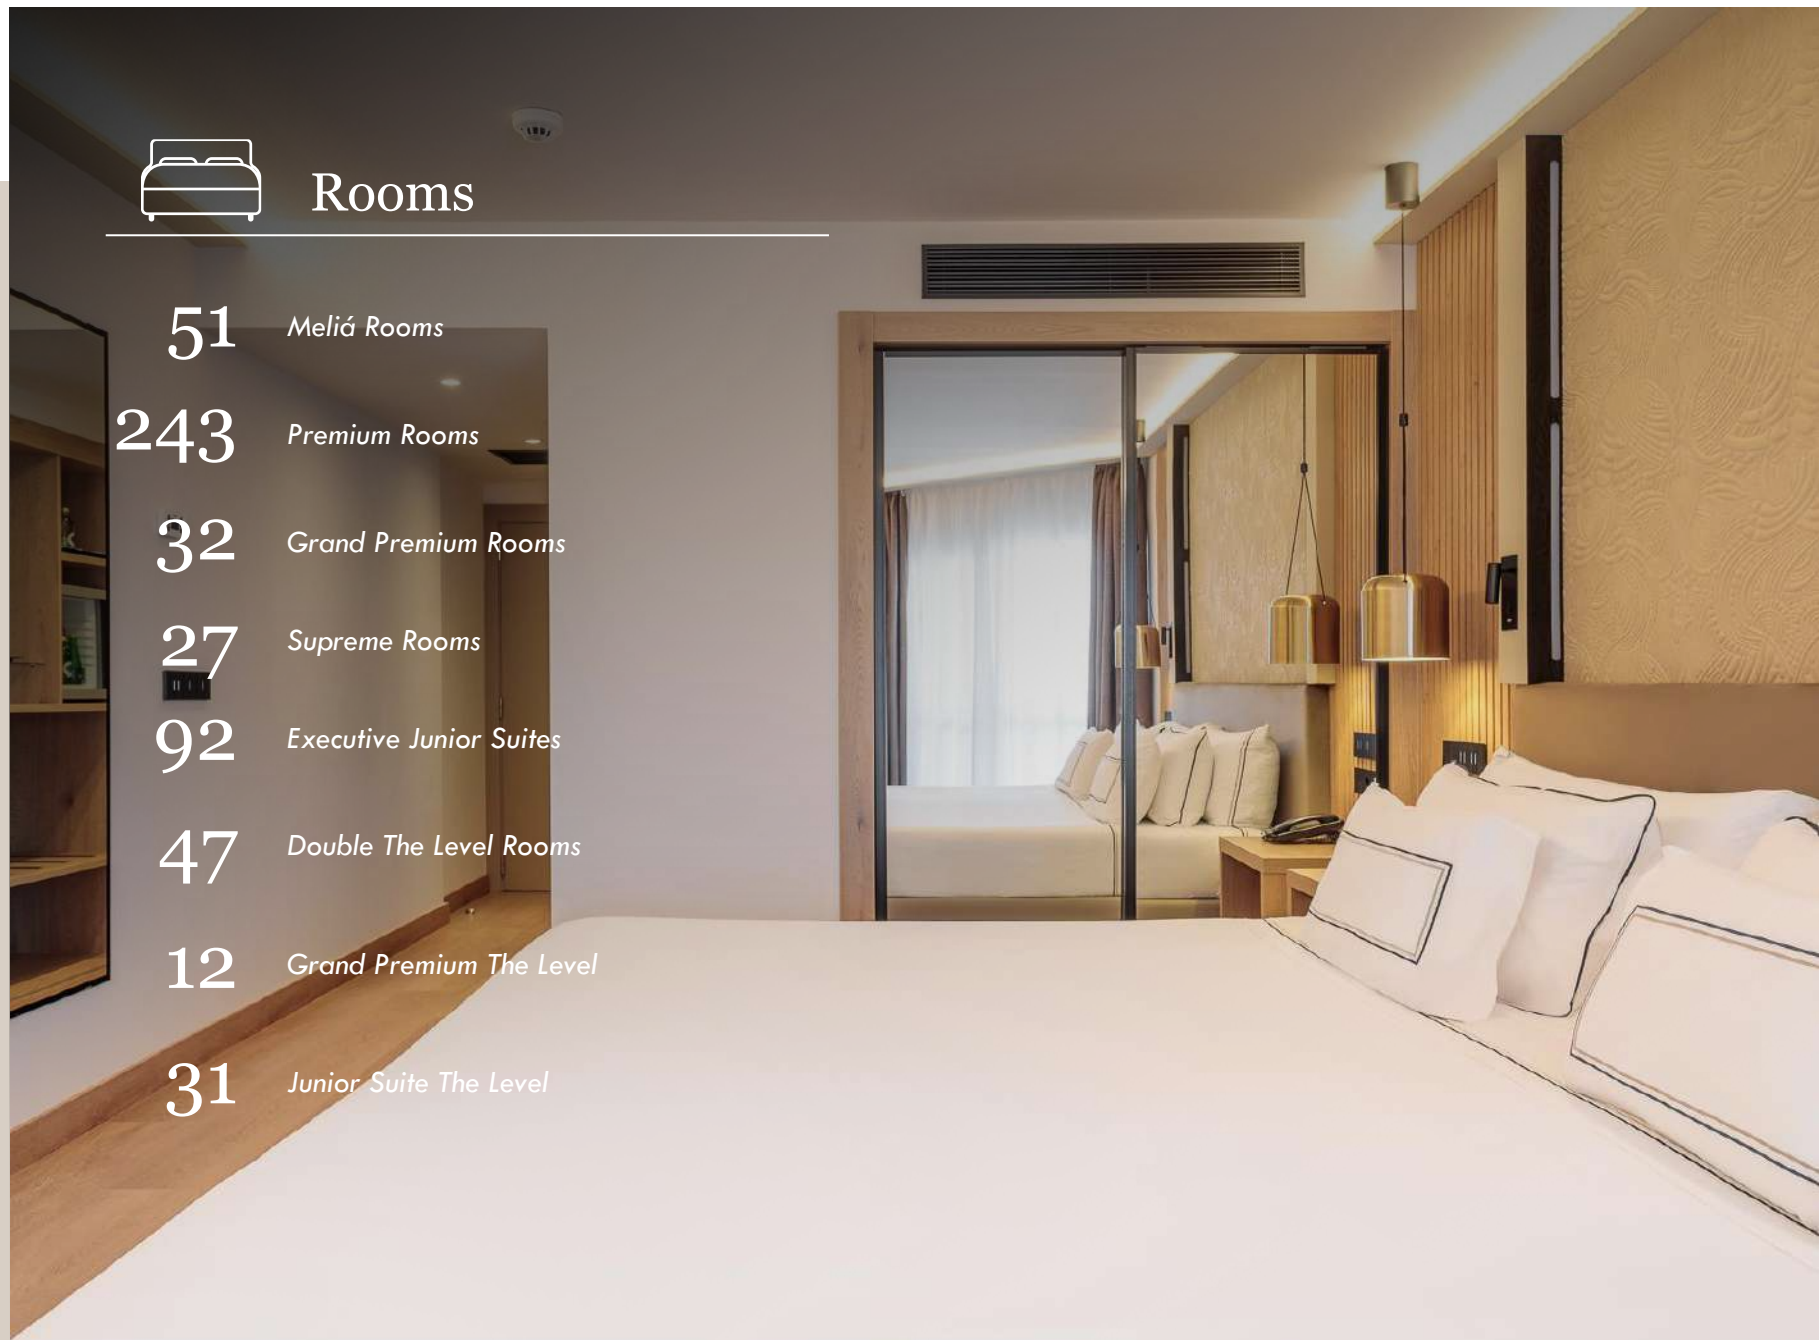 Rooms
51 Meliá Rooms
243 Premium Rooms
32 Grand Premium Rooms
27 Supreme Rooms
92 Executive Junior Suites
47 Double The Level Rooms
12 Grand Premium The Level
31 Junior Suite The Level